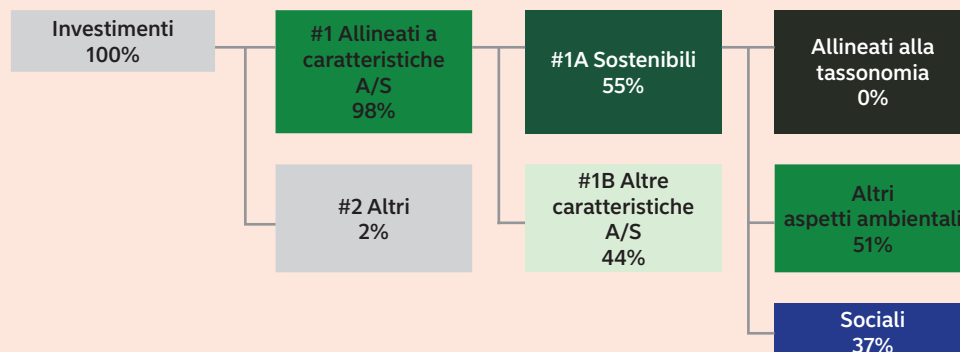 Investimenti
100%
#1 Allineati a
caratteristiche
A/S
98%
#1A Sostenibili
55%
Allineati alla
tassonomia
0%
#2 Altri
2%
#1B Altre
caratteristiche
A/S
44%
Altri
aspetti ambientali
51%
Sociali
37%